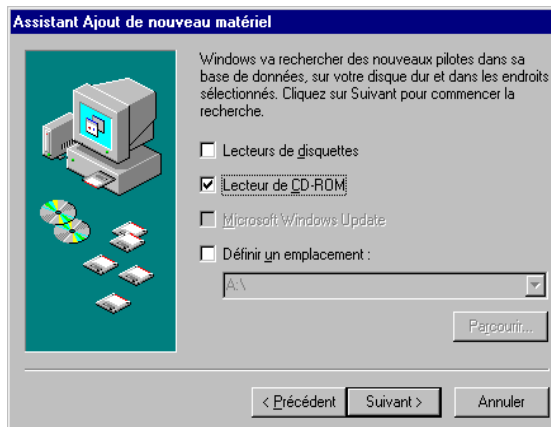 Assistant Ajout de nouveau matériel
Windows va rechercher des nouveaux pilotes dans sa
base de données, sur votre disque dur et dans les endroits
sélectionnés. Cliquez sur Suivant pour commencer la
recherche.
Lecteurs de disquettes
Lecteur de CD-ROM
Microsoft Windows Update
Définir un emplacement :
A:\
Parcourir...
< Précédent
Suivant >
Annuler